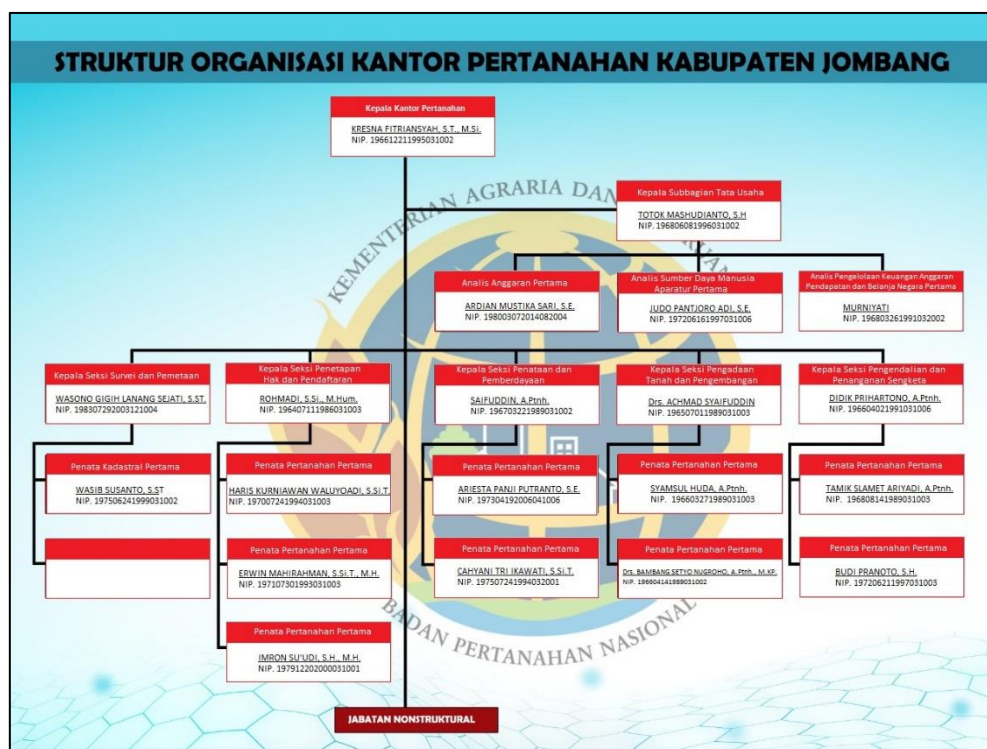 STRUKTUR ORGANISASI KANTOR PERTANAHAN KABUPATEN JOMBANG
Kepala Kantor Pertanahan
KRESNA FITRIANSYAH, S.T., M.Si.
NIP. 196612211995031002
Kepala Subbagian Tata Usaha
TOTOK MASHUDIANTO, S.H
NIP. 196806081996031002
KEMENTERIAN AGRARIA DAN
Analis Anggaran Pertama
ARDIAN MUSTIKA SARI, S.E.
NIP. 198003072014082004
Analis Sumber Daya Manusia
Aparatur Pertama
JUDO PANTJORO ADI, S.E.
NIP. 197206161997031006
Analis Pengelolaan Keuangan Anggaran
Pendapatan dan Belanja Negara Pertama
MURNIYATI
NIP. 196803261991032002
Kepala Seksi Survei dan Pemetaan
WASONO GIGIH LANANG SEJATI, S.ST.
NIP. 198307292003121004
Kepala Seksi Penetapan
Hak dan Pendaftaran
ROHMADI, S.Si., M.Hum.
NIP. 196407111986031003
Kepala Seksi Penataan dan
Pemberdayaan
SAIFUDDIN, A.Ptnh.
NIP. 196703221989031002
Kepala Seksi Pengadaan
Tanah dan Pengembangan
Drs. ACHMAD SYAIFUDDIN
NIP. 196507011989031003
Kepala Seksi Pengendalian dan
Penanganan Sengketa
DIDIK PRIHARTONO, A.Ptnh.
NIP. 196604021991031006
Penata Kadastral Pertama
WASIB SUSANTO, S.ST
NIP. 197506241999031002
Penata Pertanahan Pertama
HARIS KURNIAWAN WALUYOADI, S.Si.T.
NIP. 197007241994031003
Penata Pertanahan Pertama
ARIESTA PANJI PUTRANTO, S.E.
NIP. 197304192006041006
Penata Pertanahan Pertama
SYAMSUL HUDA, A.Ptnh.
NIP. 196603271989031003
Penata Pertanahan Pertama
TAMIK SLAMET ARIYADI, A.Ptnh.
NIP. 196808141989031003
Penata Pertanahan Pertama
ERWIN MAHIRAHMAN, S.Si.T., M.H.
NIP. 197107301993031003
Penata Pertanahan Pertama
CAHYANI TRI IKAWATI, S.Si.T.
NIP. 197507241994032001
Penata Pertanahan Pertama
Drs. BAMBANG SETYO NUGROHO, A.Ptnh., M.KP.
NIP. 196604141989031002
Penata Pertanahan Pertama
BUDI PRANOTO, S.H.
NIP. 197206211997031003
Penata Pertanahan Pertama
IMRON SU'UDI, S.H., M.H.
NIP. 197912202000031001
BADAN PERTANAHAN NASIONAL
JABATAN NONSTRUKTURAL